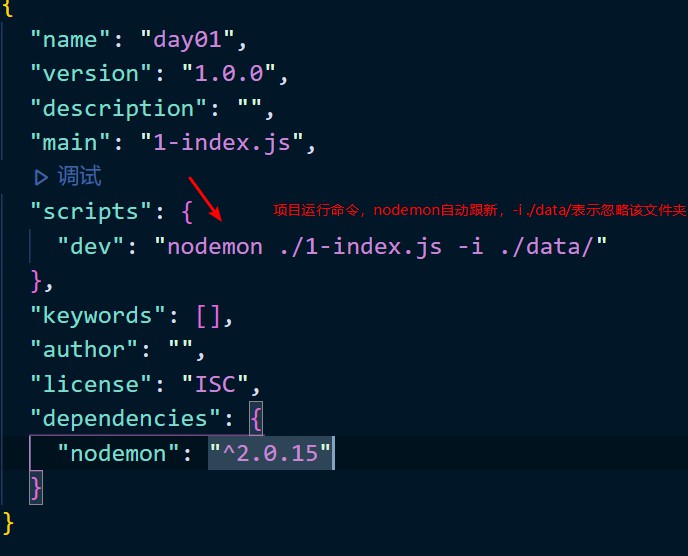 {
"name": "day01",
"version": "1.0.0",
"description": "",
"main": "1-index.js",
调试
"scripts": {
项目运行命令，nodemon自动跟新，-i ./data/表示忽略该文件夹
"dev": "nodemon ./1-index.js -i ./data/"
},
"keywords": [],
"author": "",
"license": "ISC",
"dependencies": {
"nodemon": "^2.0.15"
}
}